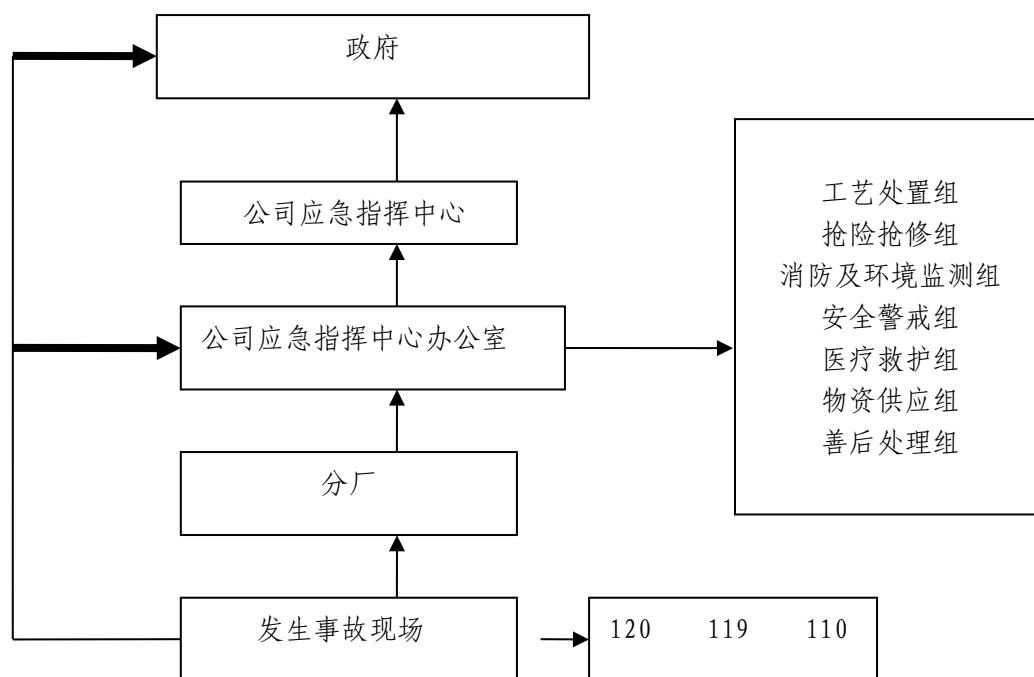 政府
公司应急指挥中心
公司应急指挥中心办公室
分厂
发生事故现场
120 119 110
工艺处置组
抢险抢修组
消防及环境监测组
安全警戒组
医疗救护组
物资供应组
善后处理组